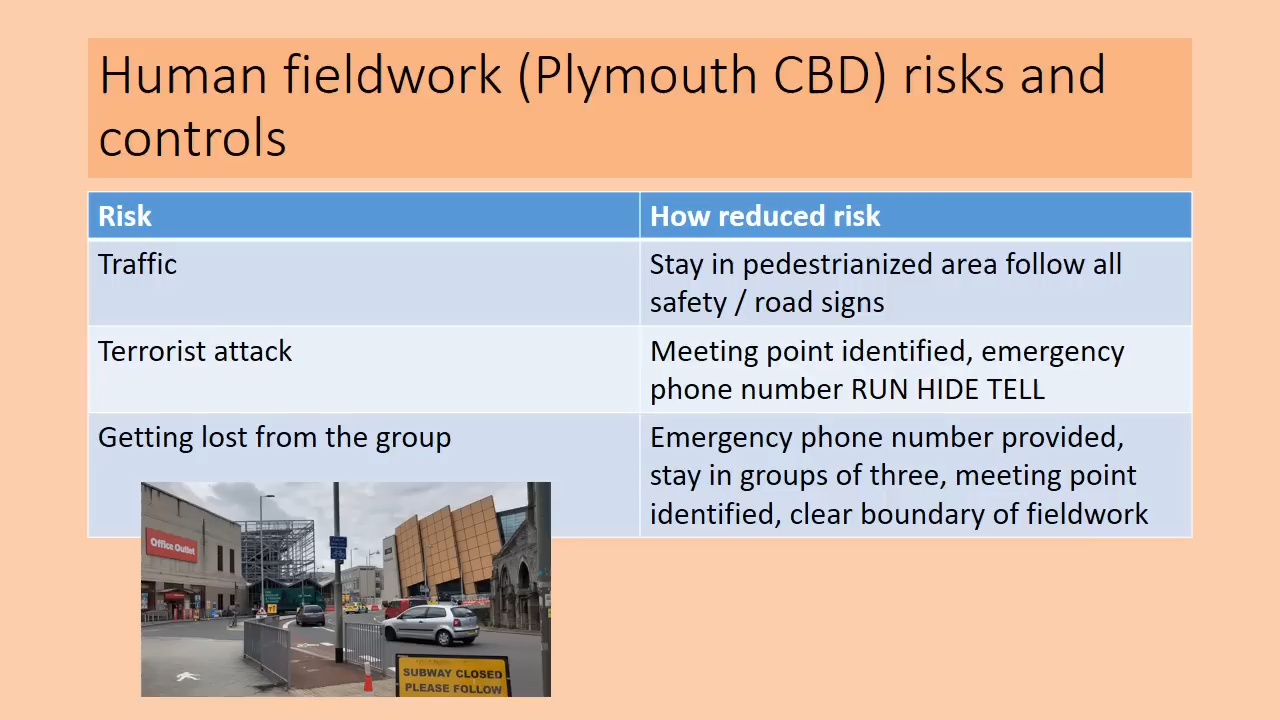 Human fieldwork (Plymouth CBD) risks and
controls
Risk
How reduced risk
Traffic
Stay in pedestrianized area follow all
safety / road signs
Terrorist attack
Meeting point identified, emergency
phone number RUN HIDE TELL
Getting lost from the group
Emergency phone number provided,
stay in groups of three, meeting point
identified, clear boundary of fieldwork
Office Outlet
SUBWAY CLOSED
PLEASE FOLLOW